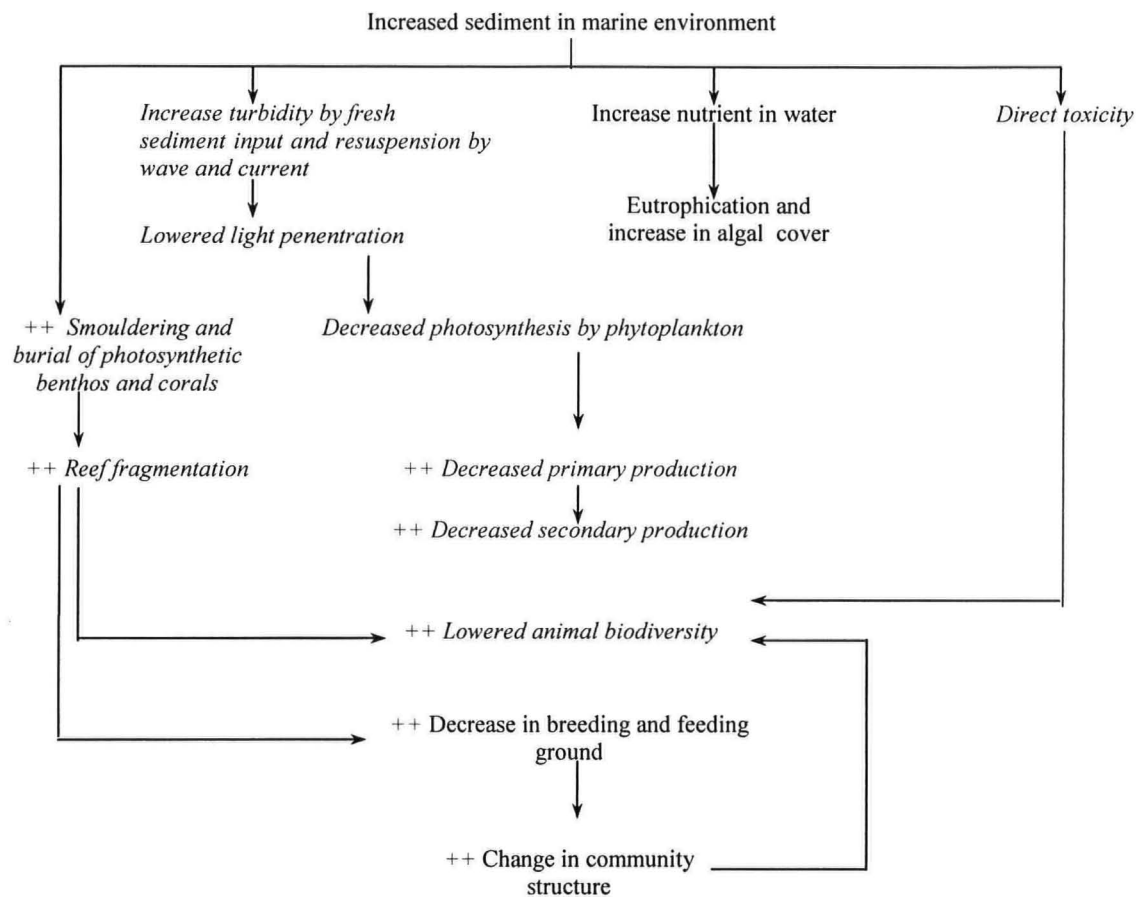 Increased sediment in marine environment
Increase turbidity by fresh
sediment input and resuspension by
wave and current
Increase nutrient in water
Direct toxicity
Eutrophication and
increase in algal cover
Lowered light penentration
++ Smouldering and
burial of photosynthetic
benthos and corals
Decreased photosynthesis by phytoplankton
++ Reef fragmentation
++ Decreased primary production
++ Decreased secondary production
++ Lowered animal biodiversity
++ Decrease in breeding and feeding
ground
++ Change in community
structure